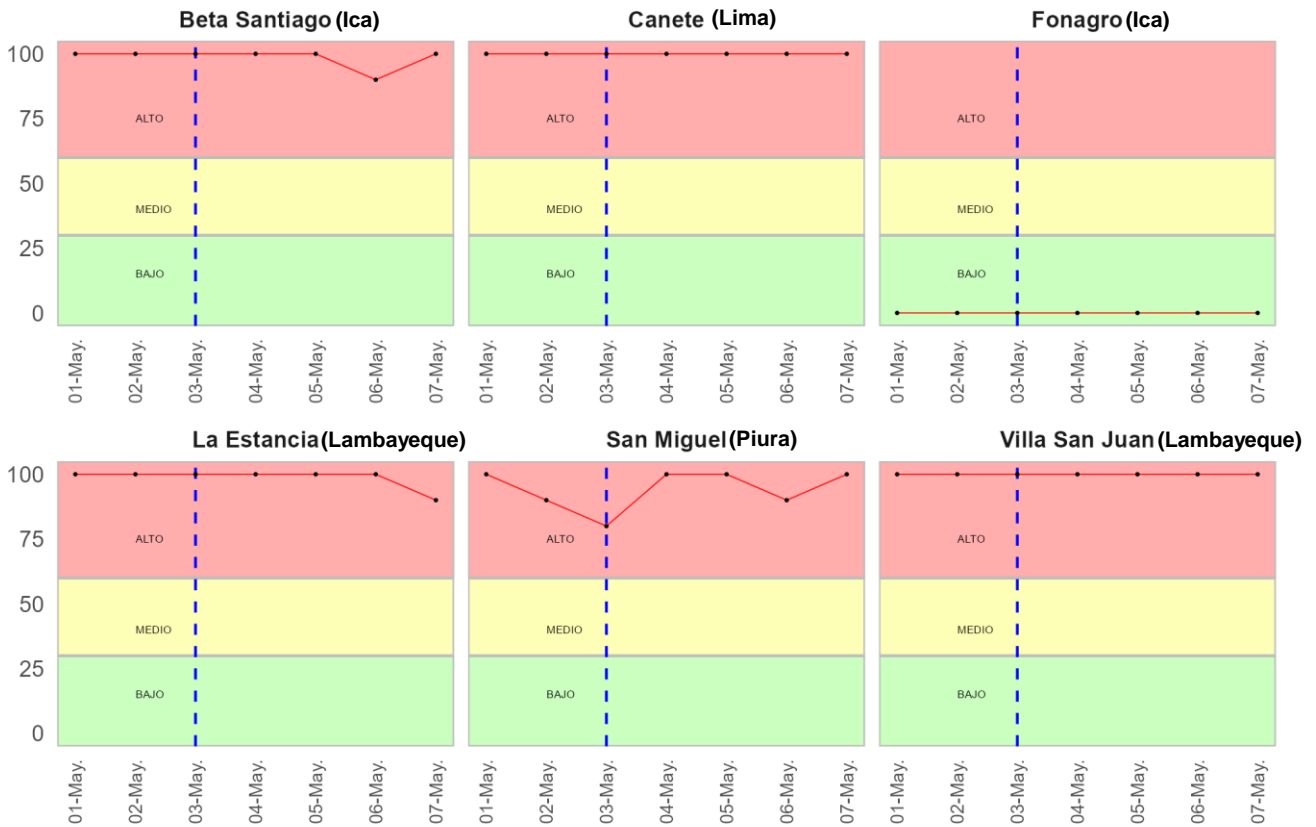 Beta Santiago (Ica)
Canete (Lima)
Fonagro (Ica)
100
75
50
25
0
ALTO
MEDIO
BAJO
ALTO
MEDIO
BAJO
ALTO
MEDIO
BAJO
01-May.
02-May.
03-May.
04-May.
05-May.
06-May.
07-May.
01-May.
02-May.
03-May.
04-May.
05-May.
06-May.
07-May.
01-May.
02-May.
03-May.
04-May.
05-May.
06-May.
07-May.
La Estancia (Lambayeque)
San Miguel (Piura)
Villa San Juan (Lambayeque)
100
75
50
25
0
ALTO
MEDIO
BAJO
ALTO
MEDIO
BAJO
ALTO
MEDIO
BAJO
01-May.
02-May.
03-May.
04-May.
05-May.
06-May.
07-May.
01-May.
02-May.
03-May.
04-May.
05-May.
06-May.
07-May.
01-May.
02-May.
03-May.
04-May.
05-May.
06-May.
07-May.